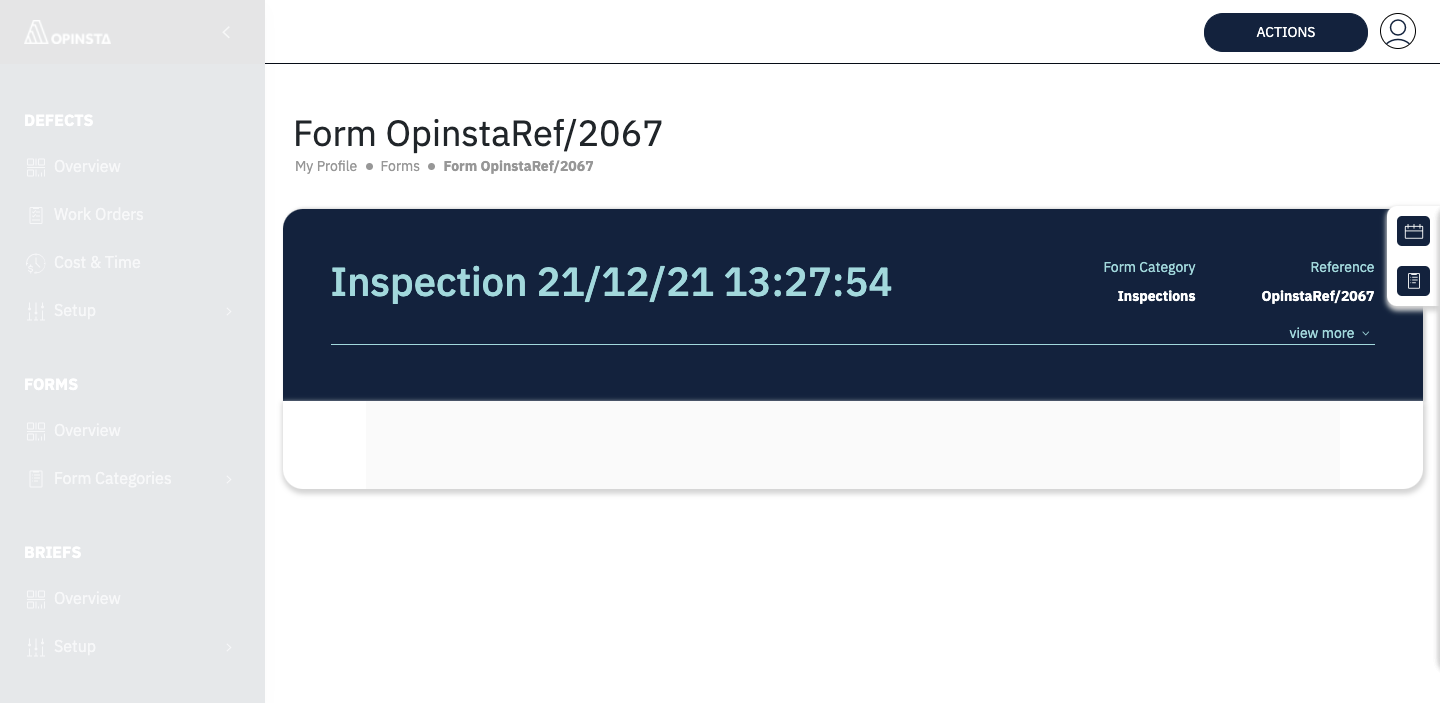 OPINSTA
ACTIONS
DEFECTS
Overview
Work Orders
Cost & Time
Setup
FORMS
Overview
Form Categories
BRIEFS
Overview
Setup
Form OpinstaRef/2067
My Profile Forms Form OpinstaRef/2067
Inspection 21/12/21 13:27:54
Form Category
Inspections
Reference
OpinstaRef/2067
view more